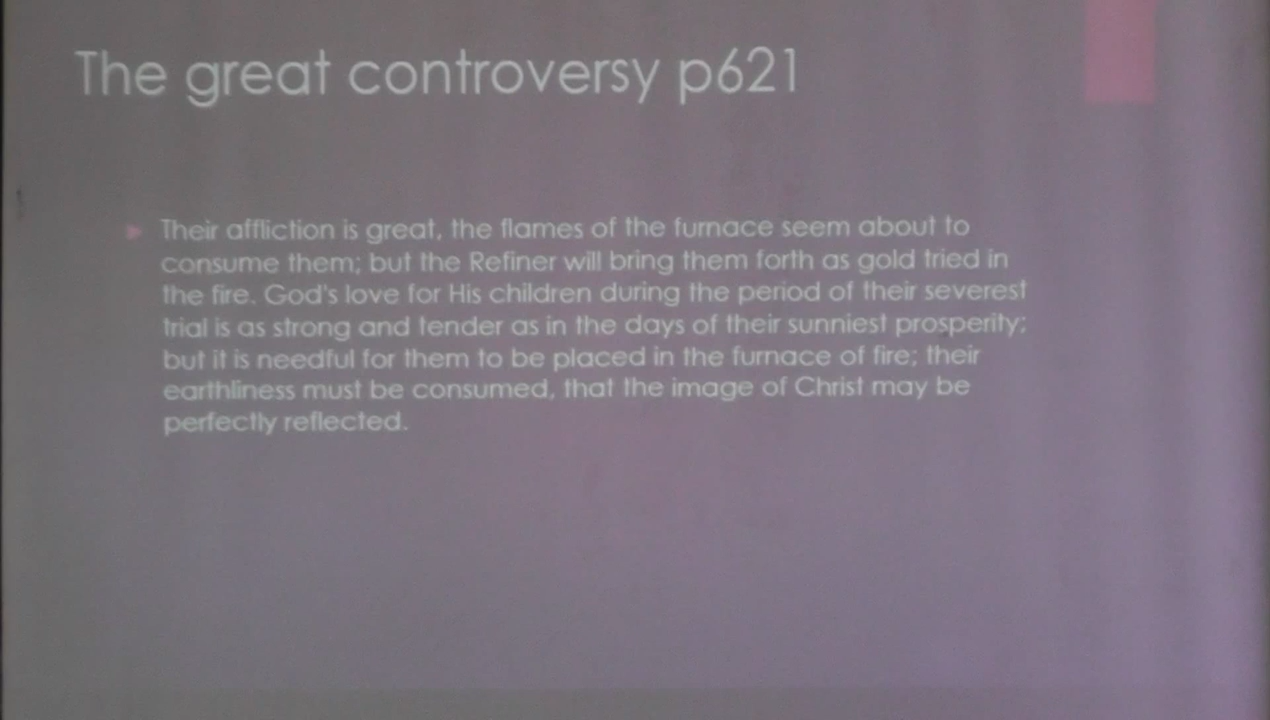 The great controversy p621
Their affliction is great, the flames of the furnace seem about to
consume them; but the Refiner will bring them forth as gold tried in
the fire. God's love for His children during the period of their severest
trial is as strong and tender as in the days of their sunniest prosperity;
but it is needful for them to be placed in the furnace of fire; their
earthliness must be consumed, that the image of Christ may be
perfectly reflected.